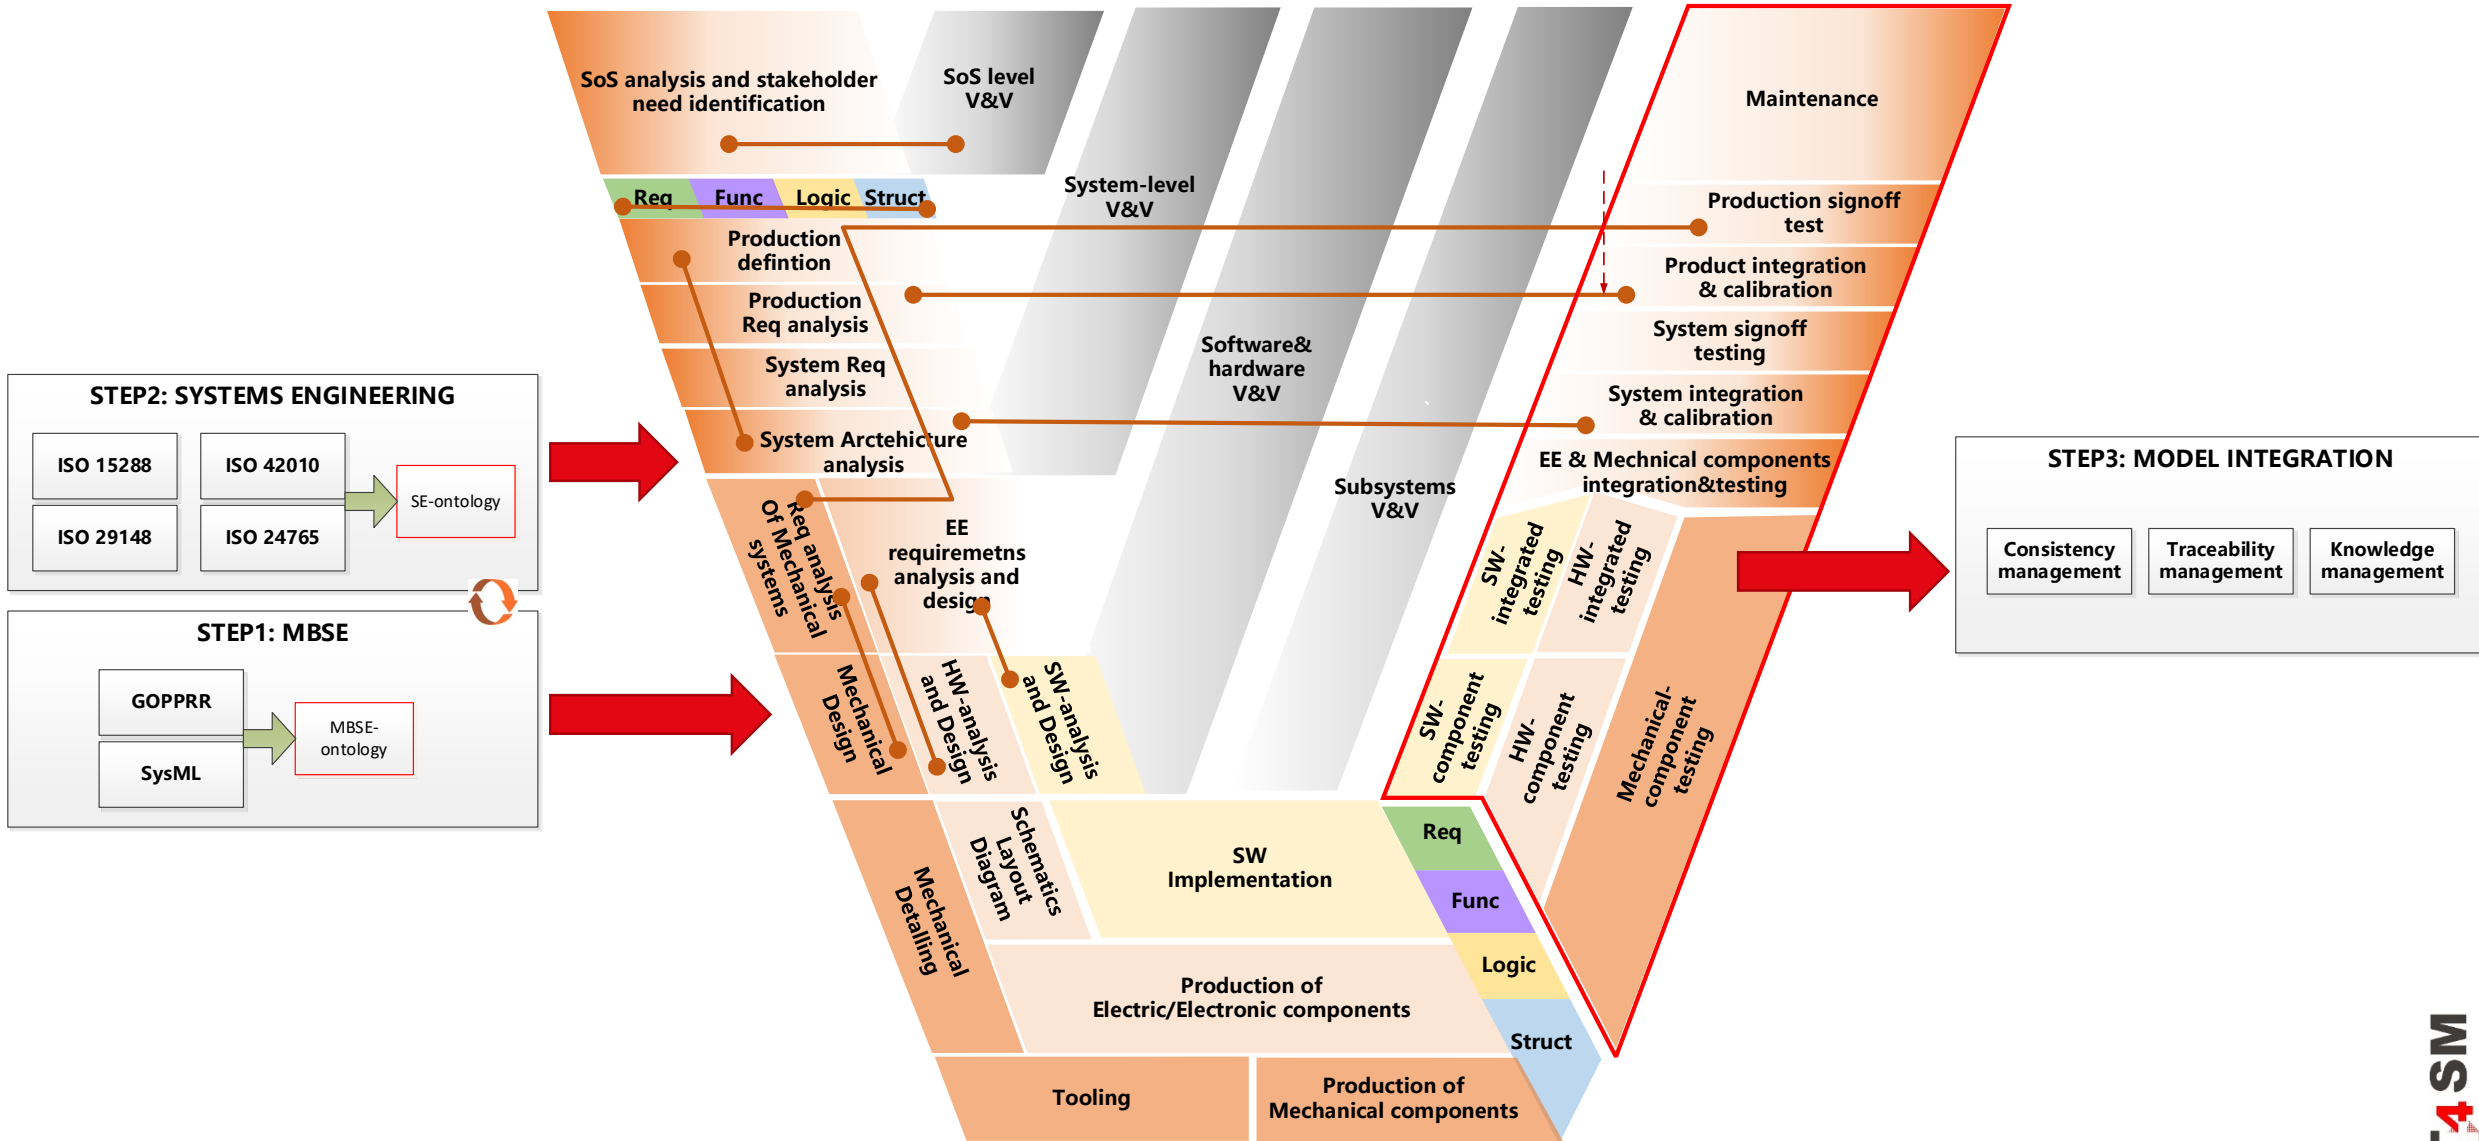 SoS analysis and stakeholder
need identification
SoS level
V&V
Maintenance
System-level
V&V
Req
Func
Logic
Struct
Production signoff
test
Production
defintion
Product integration
& calibration
Production
Req analysis
System signoff
testing
Software&
hardware
V&V
System Req
analysis
System integration
& calibration
System Arctehicture
analysis
EE & Mechnical components
integration&testing
Subsystems
V&V
STEP2: SYSTEMS ENGINEERING
ISO 15288
ISO 42010
ISO 29148
ISO 24765
SE-ontology
STEP1: MBSE
GOPPRR
SysML
MBSE-
ontology
Req analysis
Of Mechanical
systems
EE
requiremetns
analysis and
design
SW-
integrated
testing
HW-
integrated
testing
Mechanical
Design
HW-analysis
and Design
SW-analysis
and Design
SW-
component
testing
HW-
component
testing
Mechanical-
component
testing
Mechanical
Detalling
Schematics
Layout
Diagram
SW
Implementation
Req
Func
Logic
Struct
Production of
Electric/Electronic components
Tooling
Production of
Mechanical components
STEP3: MODEL INTEGRATION
Consistency
management
Traceability
management
Knowledge
management
4SM